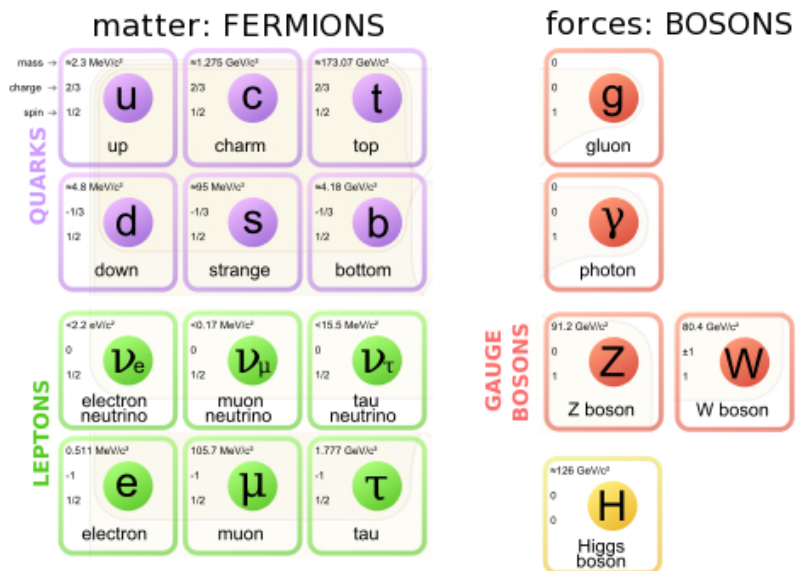 matter: FERMIONS
forces: BOSONS
QUARKS
mass → ≈2.3 MeV/c²
charge → 2/3
spin → 1/2
u
up
≈1.275 GeV/c²
2/3
1/2
c
charm
≈173.07 GeV/c²
2/3
1/2
t
top
≈4.8 MeV/c²
-1/3
1/2
d
down
≈95 MeV/c²
-1/3
1/2
s
strange
≈4.18 GeV/c²
-1/3
1/2
b
bottom
LEPTONS
<2.2 eV/c²
0
1/2
νe
electron
neutrino
<0.17 MeV/c²
0
1/2
νμ
muon
neutrino
<15.5 MeV/c²
0
1/2
ντ
tau
neutrino
0.511 MeV/c²
-1
1/2
e
electron
105.7 MeV/c²
-1
1/2
μ
muon
1.777 GeV/c²
-1
1/2
τ
tau
GAUGE
BOSONS
0
0
1
g
gluon
0
0
1
γ
photon
91.2 GeV/c²
0
1
Z
Z boson
80.4 GeV/c²
±1
1
W
W boson
≈126 GeV/c²
0
0
H
Higgs
boson